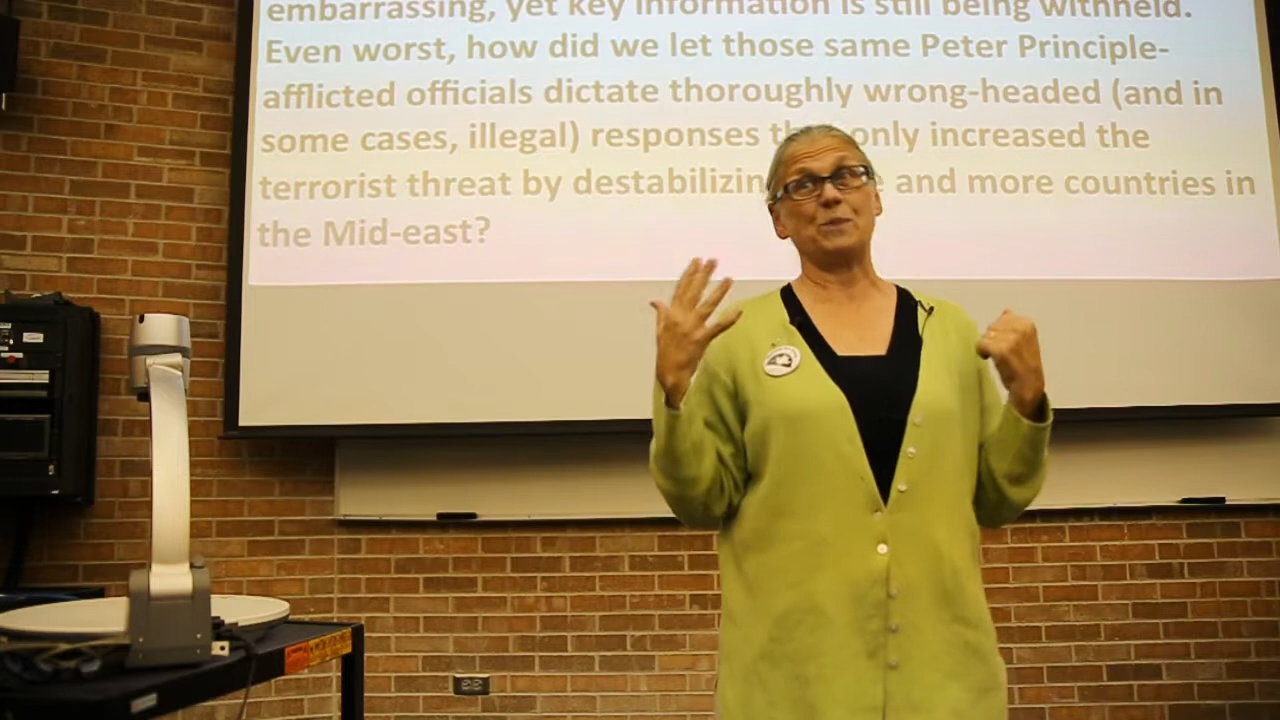 embarrassing, yet key information is still being withheld.
Even worst, how did we let those same Peter Principle-
afflicted officials dictate thoroughly wrong-headed (and in
some cases, illegal) responses only increased the
terrorist threat by destabilizin and more countries in
the Mid-east?